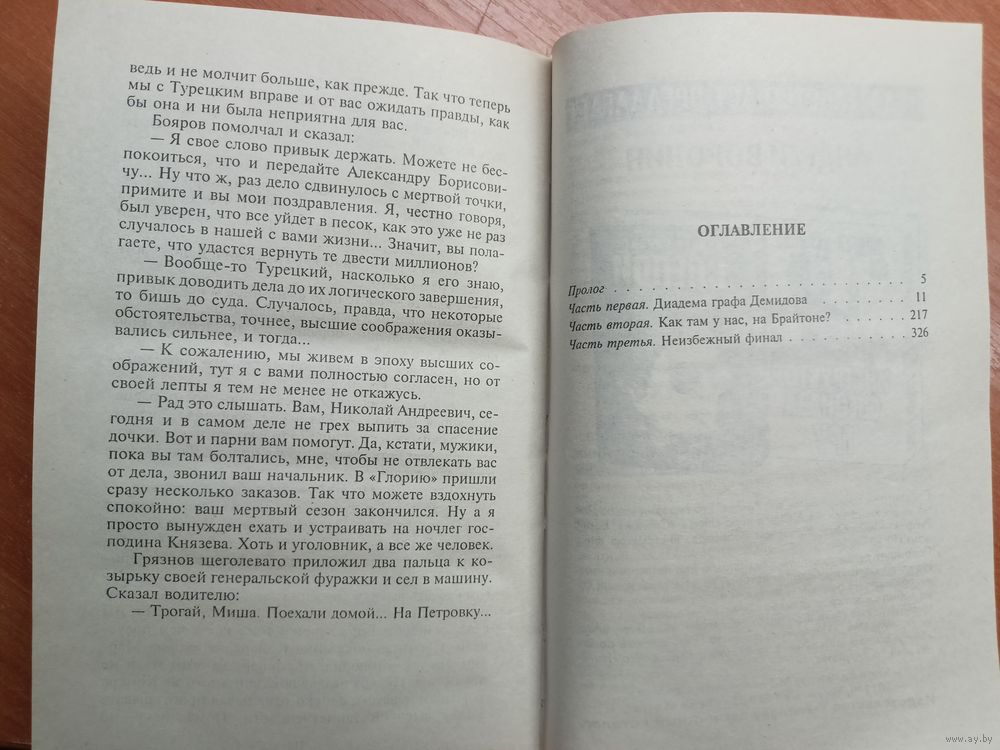 ведь и не молчит больше, как прежде. Так что теперь
мы с Турецким вправе и от вас ожидать правды, как
бы она и ни была неприятна для вас.
Бояров помолчал и сказал:
— Я свое слово привык держать. Можете не бес-
покоиться, что и передайте Александру Борисови-
чу... Ну что ж, раз дело сдвинулось с мертвой точки,
примите и вы мои поздравления. Я, честно говоря,
был уверен, что все уйдет в песок, как это уже не раз
случалось в нашей с вами жизни... Значит, вы пола-
гаете, что удастся вернуть те двести миллионов?
— Вообще-то Турецкий, насколько я его знаю,
привык доводить дела до их логического завершения,
то бишь до суда. Случалось, правда, что некоторые
обстоятельства, точнее, высшие соображения оказы-
вались сильнее, и тогда...
— К сожалению, мы живем в эпоху высших со-
ображений, тут я с вами полностью согласен, но от
своей лепты я тем не менее не откажусь.
— Рад это слышать. Вам, Николай Андреевич, се-
годня и в самом деле не грех выпить за спасение
дочки. Вот и парни вам помогут. Да, кстати, мужики,
пока вы там болтались, мне, чтобы не отвлекать вас
от дела, звонил ваш начальник. В «Глорию» пришли
сразу несколько заказов. Так что можете вздохнуть
спокойно: ваш мертвый сезон закончился. Ну а я
просто вынужден ехать и устраивать на ночлег гос-
подина Князева. Хоть и уголовник, а все же человек.
Грязнов щеголевато приложил два пальца к ко-
зырьку своей генеральской фуражки и сел в машину.
Сказал водителю:
— Трогай, Миша. Поехали домой... На Петровку...
ОГЛАВЛЕНИЕ
Пролог . . . . . . . . . . . . . . . . . . . . . . . . . . 5
Часть первая. Диадема графа Демидова . . . . . . . . . 11
Часть вторая. Как там у нас, на Брайтоне? . . . . . . 217
Часть третья. Неизбежный финал . . . . . . . . . . . . 326
www.ay.by